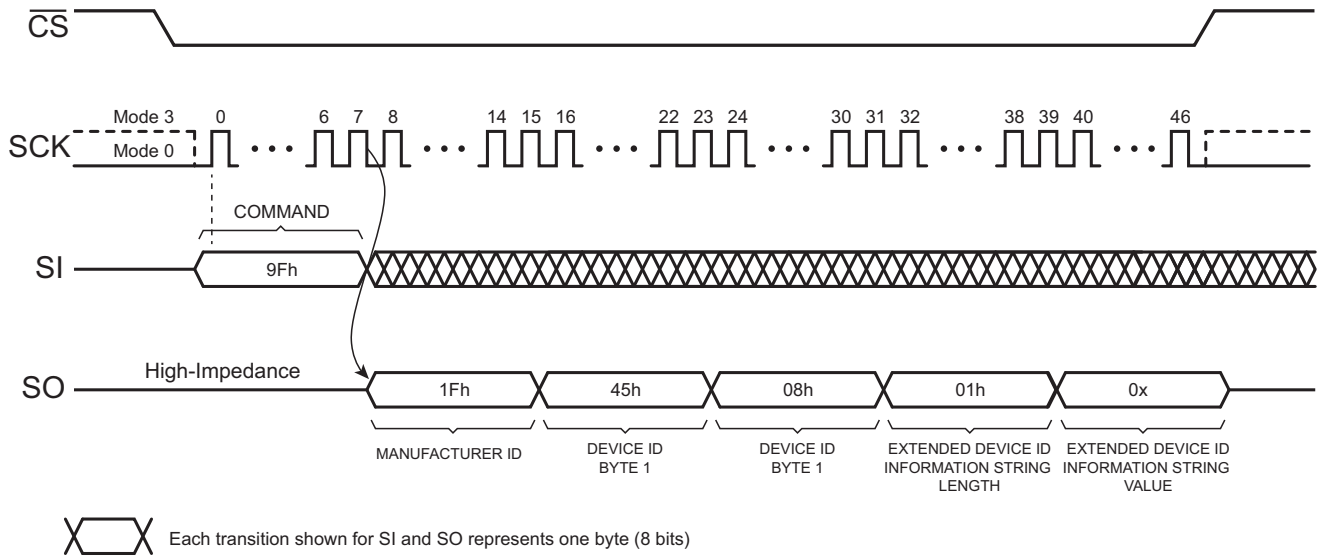 CS
Mode 3
0 6 7 8 14 15 16 22 23 24 30 31 32 38 39 40 46
SCK
Mode 0
COMMAND
SI
9Fh
High-Impedance
SO
1Fh 45h 08h 01h 0x
MANUFACTURER ID
DEVICE ID
BYTE 1
DEVICE ID
BYTE 1
EXTENDED DEVICE ID
INFORMATION STRING
LENGTH
EXTENDED DEVICE ID
INFORMATION STRING
VALUE
Each transition shown for SI and SO represents one byte (8 bits)